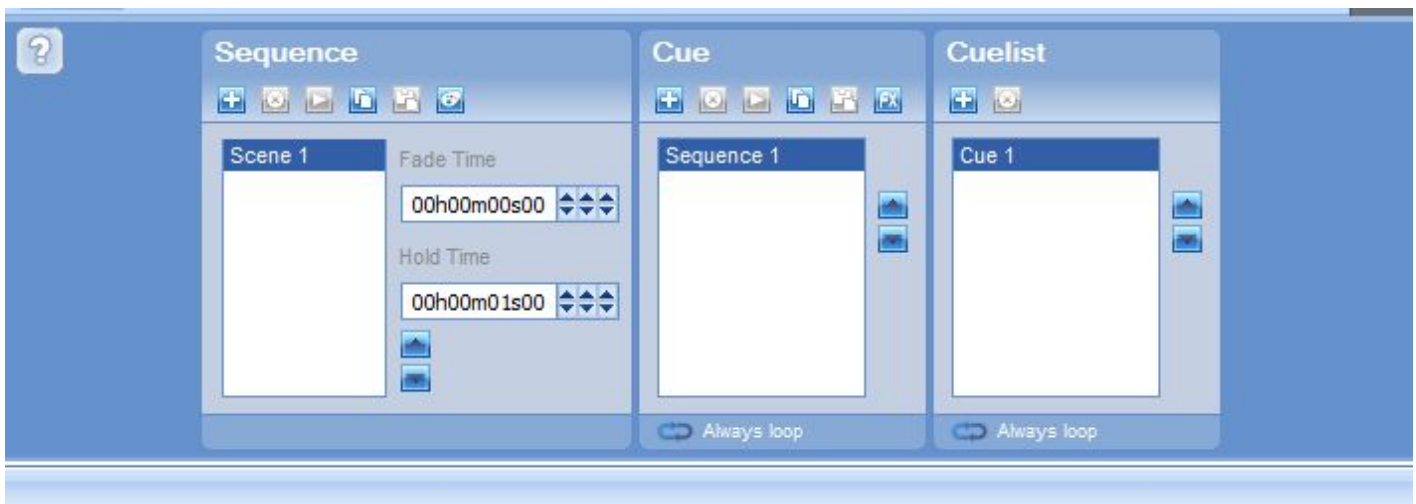 Sequence
Scene 1
Fade Time
00h00m00s00
Hold Time
00h00m01s00
Cue
FX
Sequence 1
Always loop
Cuelist
Cue 1
Always loop